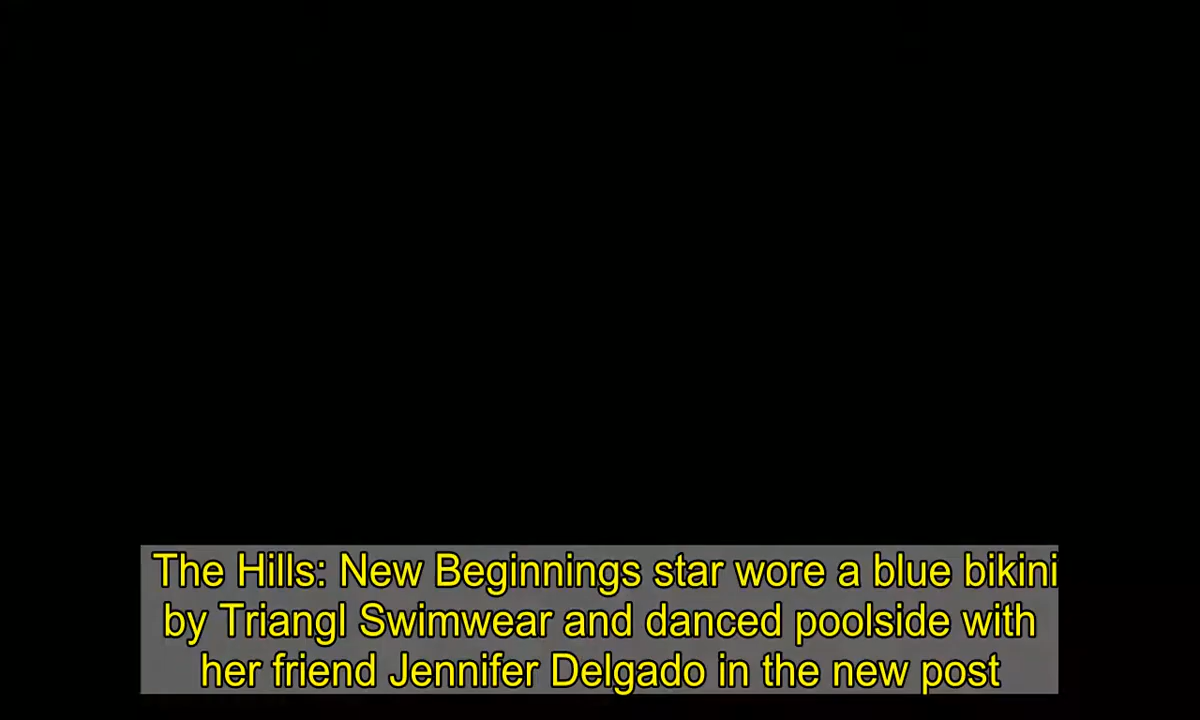 The Hills: New Beginnings star wore a blue bikini
by Triangl Swimwear and danced poolside with
her friend Jennifer Delgado in the new post